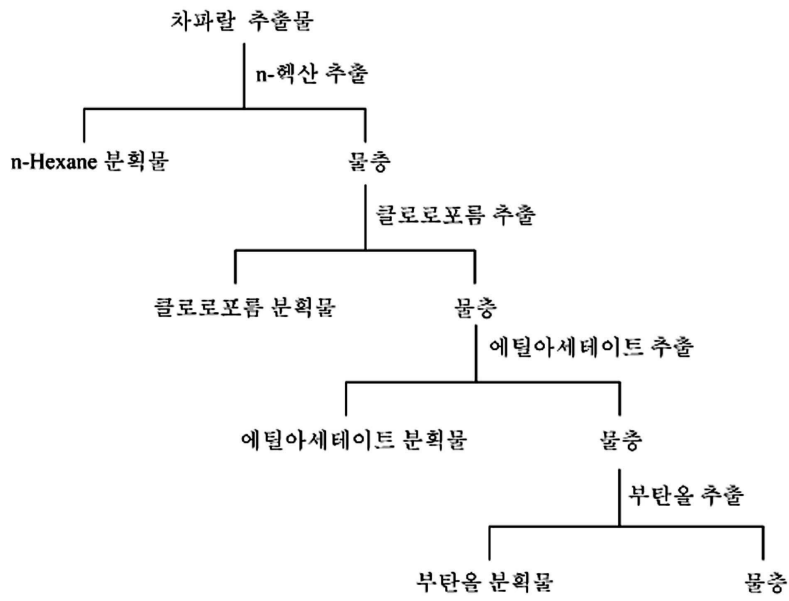 차파랄 추출물
n-헥산 추출
n-Hexane 분획물
물층
클로로포름 추출
클로로포름 분획물
물층
에틸아세테이트 추출
에틸아세테이트 분획물
물층
부탄올 추출
부탄올 분획물
물층